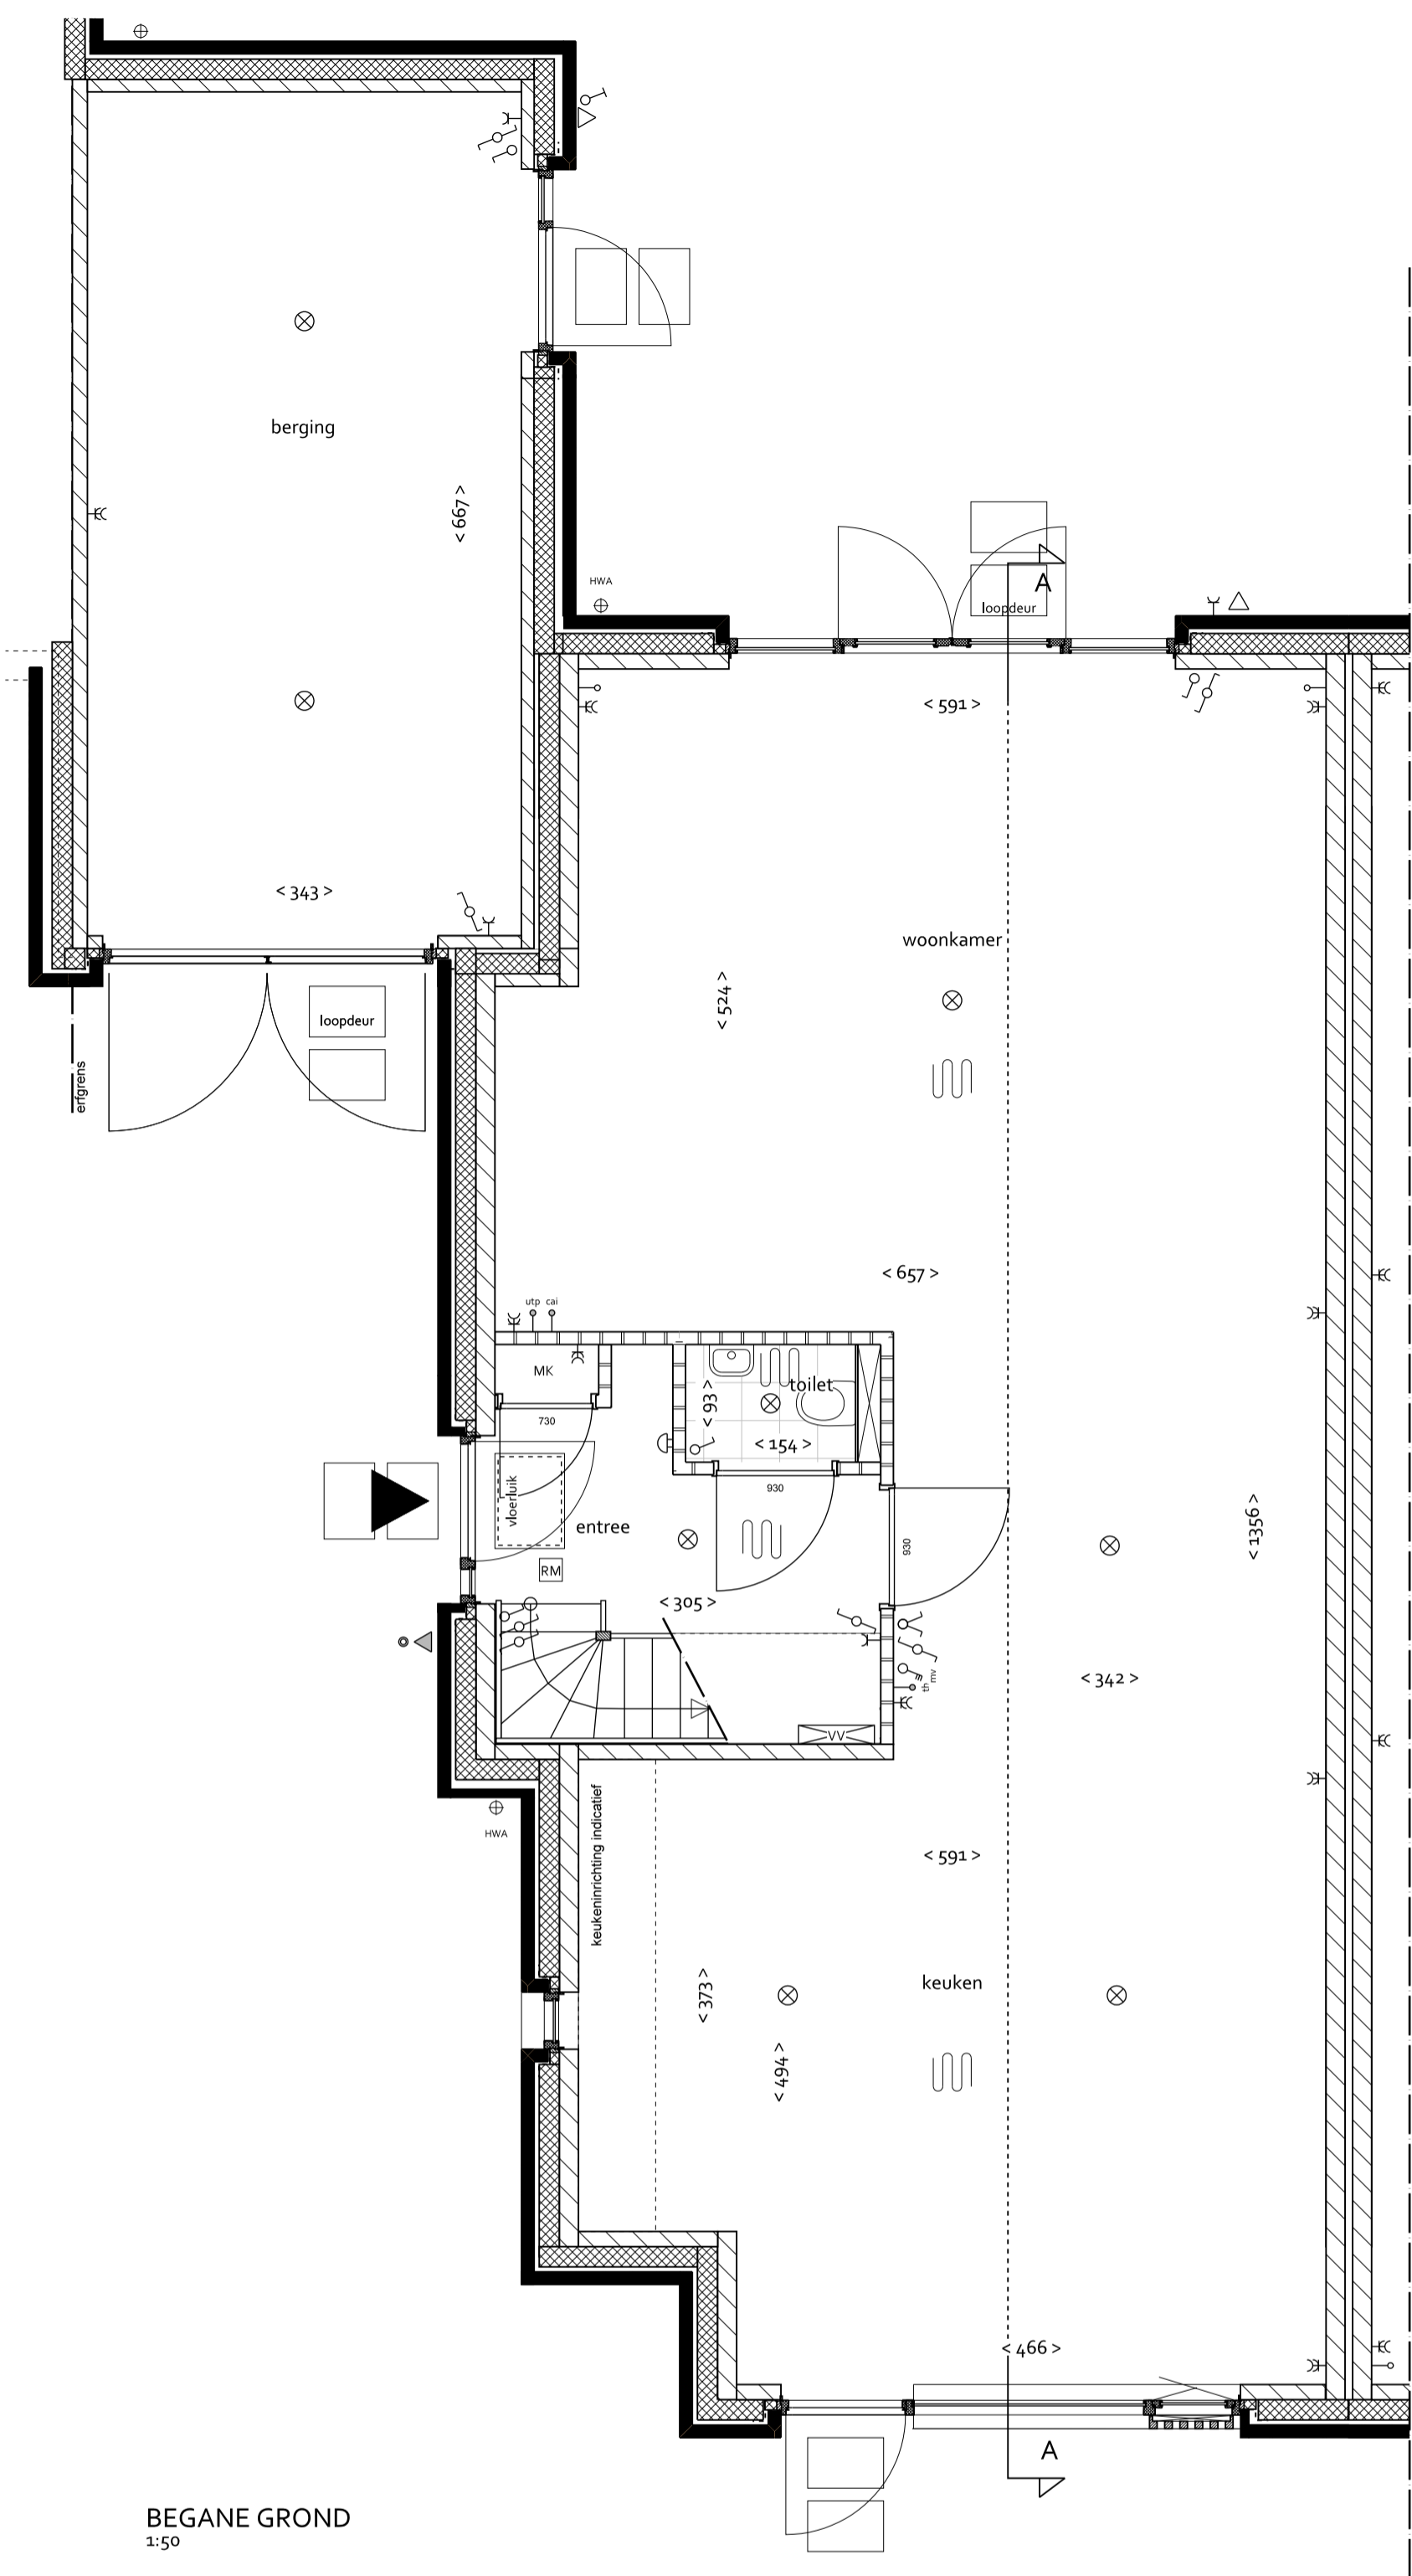 berging
< 667 >
HWA
A
loopdeur
< 591 >
< 343 >
woonkamer
< 524 >
loopdeur
erfgrens
< 657 >
utp cai
MK
toilet
< 93 >
730
< 154 >
930
vloerluik
entree
930
< 1356 >
RM
< 305 >
th mv
< 342 >
VV
keukeninrichting indicatief
HWA
< 591 >
keuken
< 373 >
< 494 >
< 466 >
A
BEGANE GROND
1:50